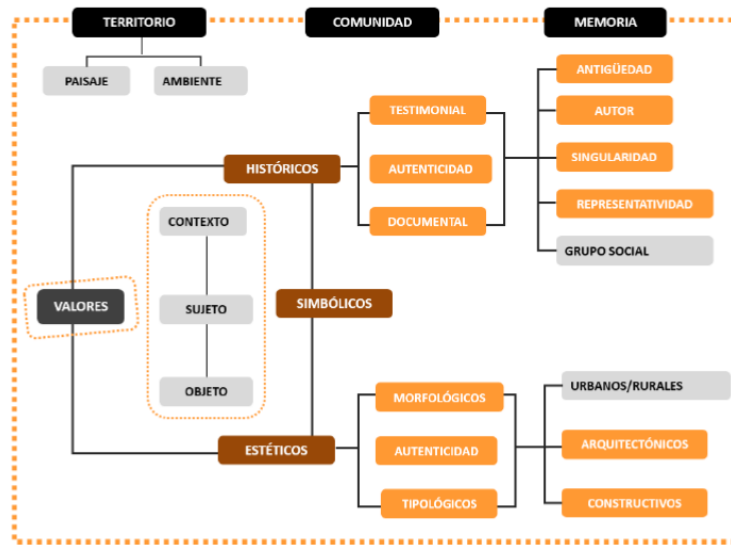 TERRITORIO
COMUNIDAD
MEMORIA
PAISAJE
AMBIENTE
ANTIGÜEDAD
TESTIMONIAL
AUTOR
HISTÓRICOS
AUTENTICIDAD
SINGULARIDAD
CONTEXTO
DOCUMENTAL
REPRESENTATIVIDAD
GRUPO SOCIAL
VALORES
SUJETO
SIMBÓLICOS
OBJETO
MORFOLÓGICOS
URBANOS/RURALES
ESTÉTICOS
AUTENTICIDAD
ARQUITECTÓNICOS
TIPOLÓGICOS
CONSTRUCTIVOS